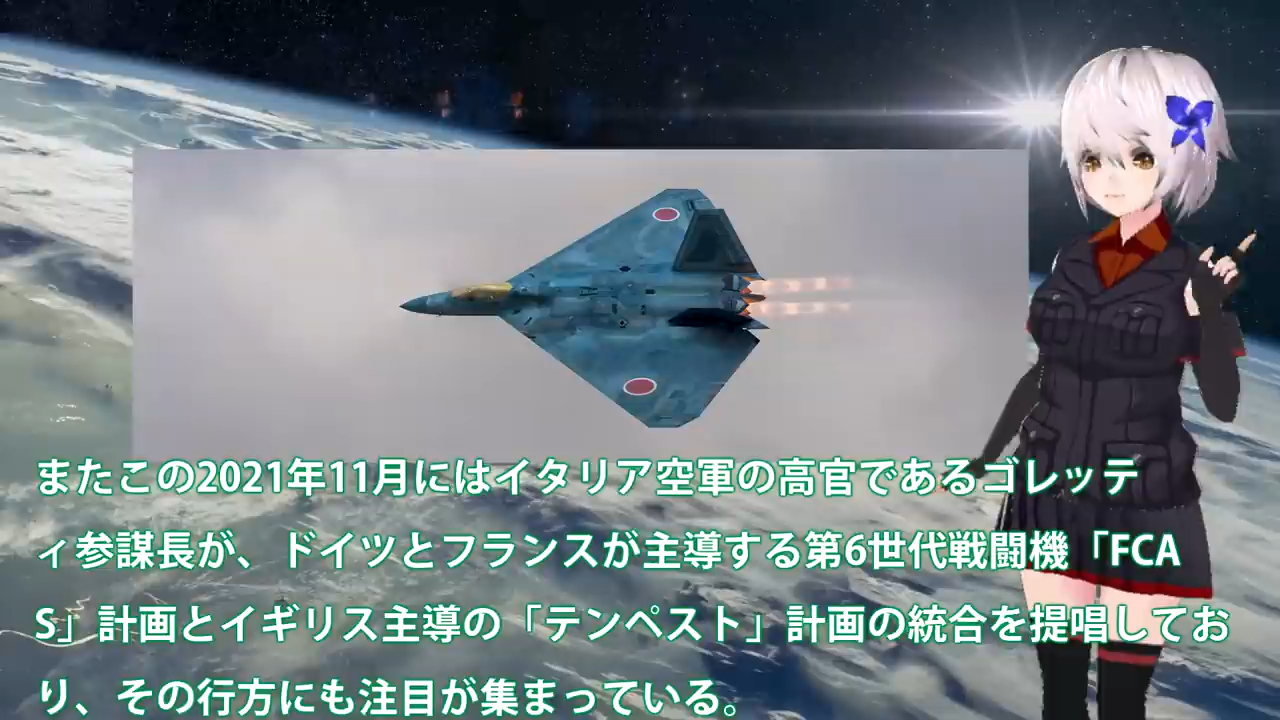 またこの2021年11月にはイタリア空軍の高官であるゴレッテ
ィ参謀長が、ドイツとフランスが主導する第6世代戦闘機「FCA
S」計画とイギリス主導の「テンペスト」計画の統合を提唱してお
り、その行方にも注目が集まっている。